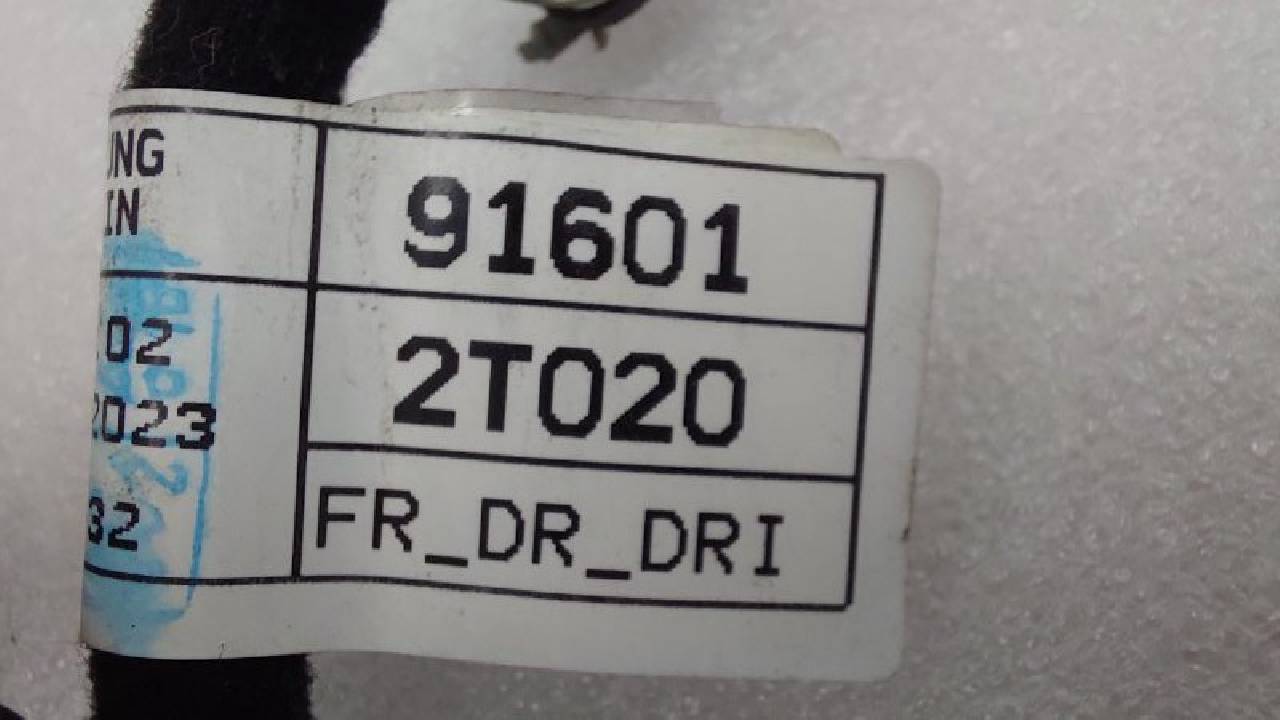 UNG
IN
91601
.02
2023
2T020
32
FR_DR_DRI